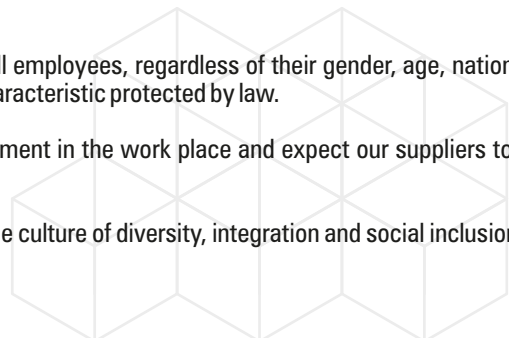 ll employees, regardless of their gender, age, nation
aracteristic protected by law.
ment in the work place and expect our suppliers to
e culture of diversity, integration and social inclusion